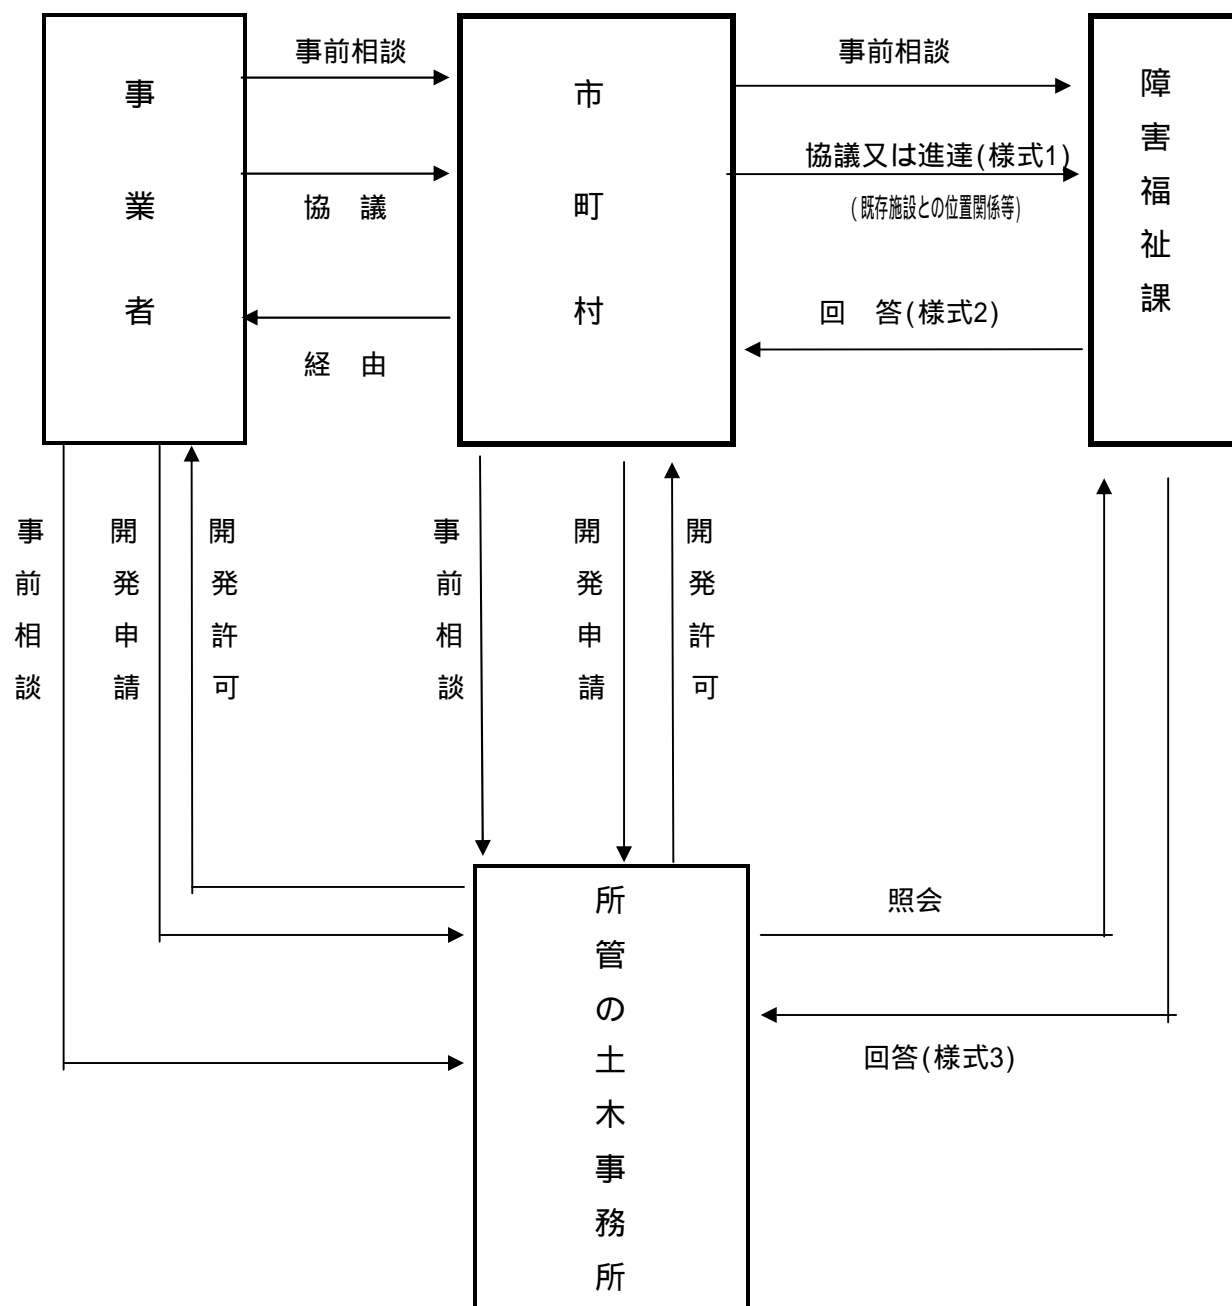 事業者
事前相談
協　議
経　由
市町村
事前相談
協議又は進達(様式1)
(既存施設との位置関係等)
回　答(様式2)
障害福祉課
事前相談
開発申請
開発許可
事前相談
開発申請
開発許可
所管の土木事務所
照会
回答(様式3)